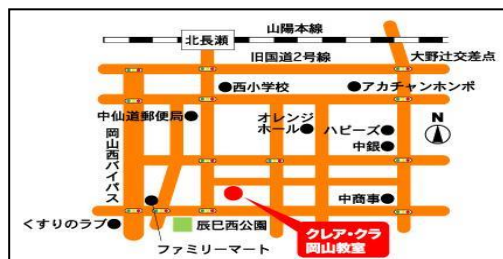 山陽本線
北長瀬
旧国道2号線
大野辻交差点
西小学校
アカチャンホンポ
中仙道郵便局
オレンジ
ホール
ハピーズ
中銀
N
岡山西バイパス
中商事
くすりのラブ
辰巳西公園
ファミリーマート
クレア・クラ
岡山教室